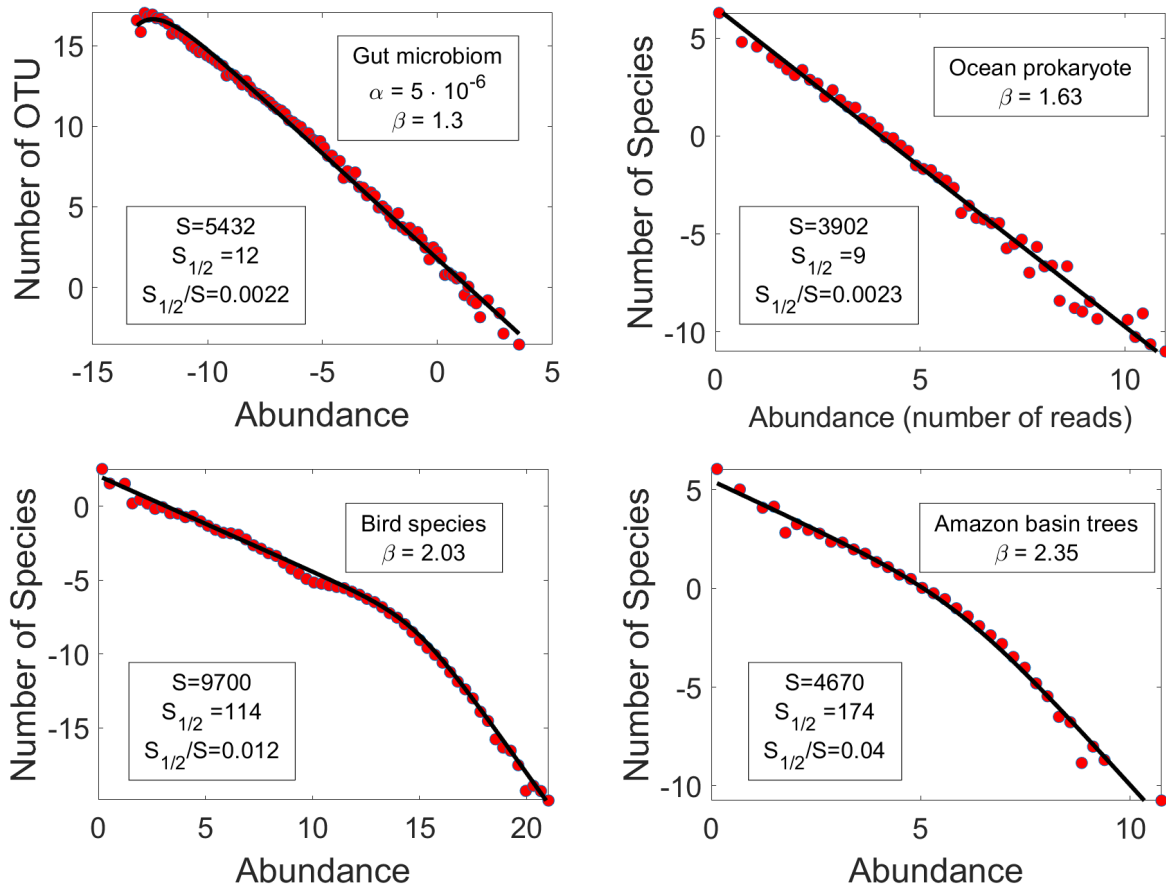 Number of OTU
15
10
5
0
-15
-10
-5
0
5
Abundance
Gut microbiom
α = 5 · 10^-6
β = 1.3
S=5432
S_1/2 =12
S_1/2/S=0.0022
Number of Species
5
0
-5
-10
0
5
10
Abundance (number of reads)
Ocean prokaryote
β = 1.63
S=3902
S_1/2 =9
S_1/2/S=0.0023
Number of Species
0
-5
-10
-15
0
5
10
15
20
Abundance
Bird species
β = 2.03
S=9700
S_1/2 =114
S_1/2/S=0.012
Number of Species
5
0
-5
-10
0
5
10
Abundance
Amazon basin trees
β = 2.35
S=4670
S_1/2 =174
S_1/2/S=0.04